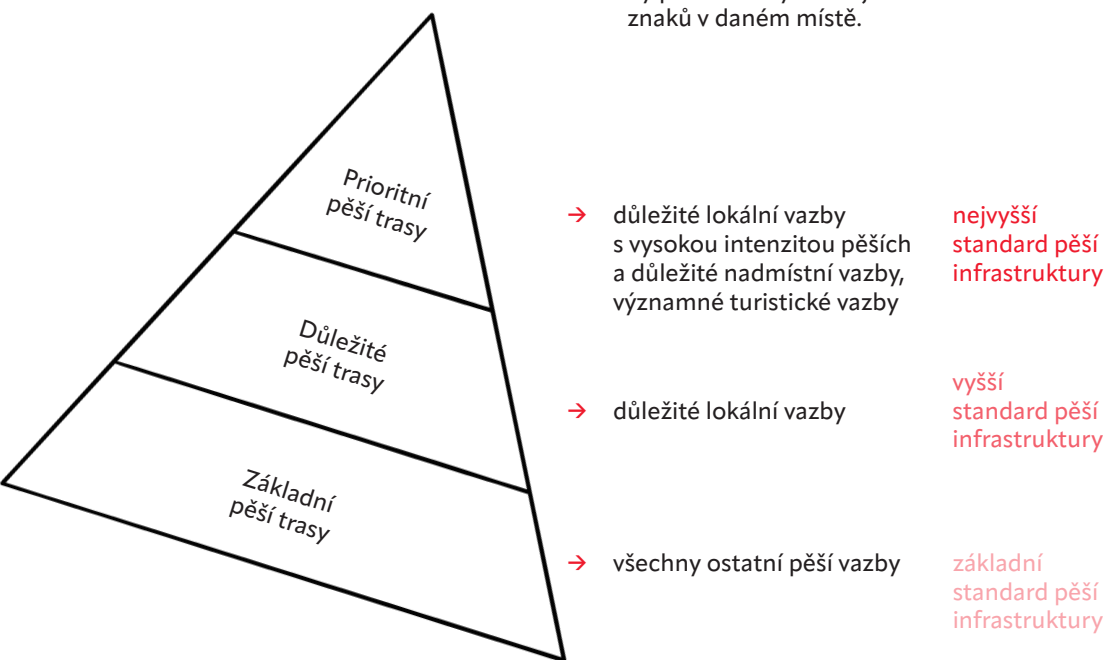 znaků v daném místě.
Prioritní
pěší trasy
→ důležité lokální vazby
s vysokou intenzitou pěších
a důležité nadmístní vazby,
významné turistické vazby
nejvyšší
standard pěší
infrastruktury
Důležité
pěší trasy
→ důležité lokální vazby
vyšší
standard pěší
infrastruktury
Základní
pěší trasy
→ všechny ostatní pěší vazby
základní
standard pěší
infrastruktury